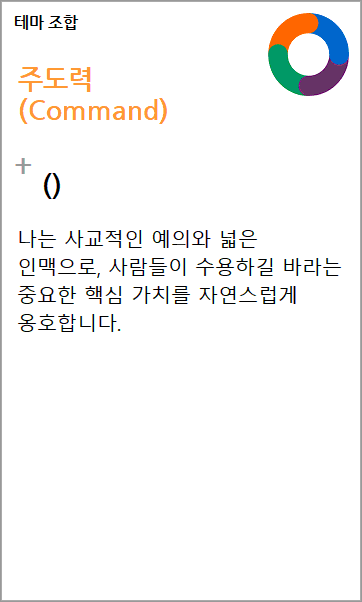 테마 조합
주도력
(Command)
+
()
나는 사교적인 예의와 넓은
인맥으로, 사람들이 수용하길 바라는
중요한 핵심 가치를 자연스럽게
옹호합니다.